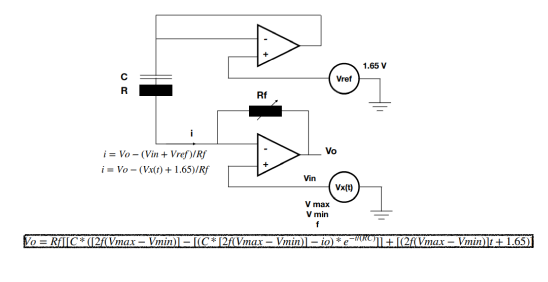 -
+
1.65 V
Vref
C
R
Rf
i
-
+
Vo
i = Vo − (Vin + Vref)/Rf
i = Vo − (Vx(t) + 1.65)/Rf
Vin
Vx(t)
V max
V min
f
Vo = Rf[[C * ([2f(Vmax − Vmin)] − [(C * [2f(Vmax − Vmin)] − io) * e^-t/(RC)]] + [(2f(Vmax − Vmin)]t + 1.65)]